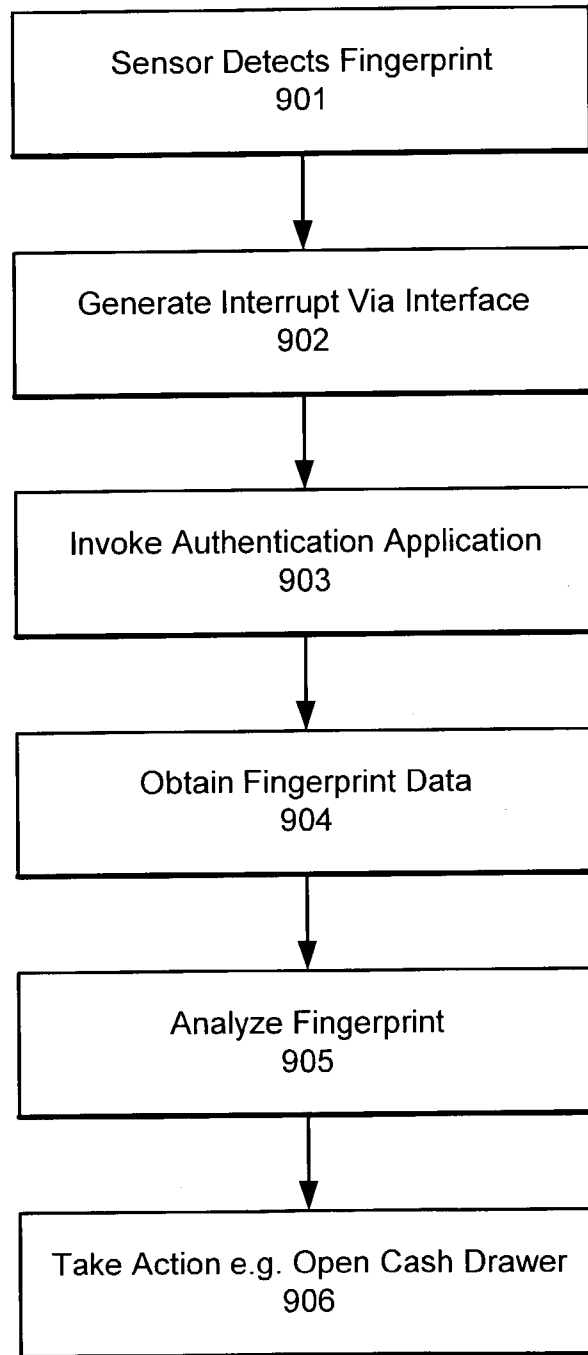 Sensor Detects Fingerprint
901
Generate Interrupt Via Interface
902
Invoke Authentication Application
903
Obtain Fingerprint Data
904
Analyze Fingerprint
905
Take Action e.g. Open Cash Drawer
906